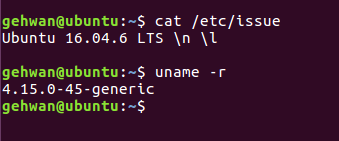 gehwan@ubuntu:~$ cat /etc/issue
Ubuntu 16.04.6 LTS \n \l
gehwan@ubuntu:~$ uname -r
4.15.0-45-generic
gehwan@ubuntu:~$